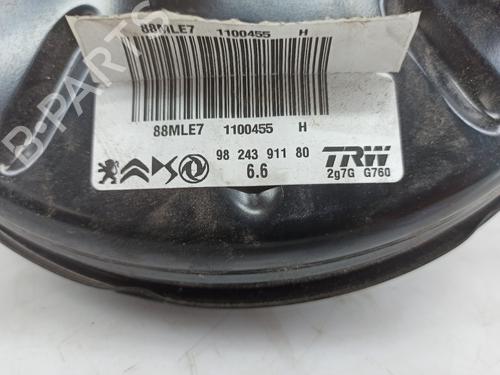 B-PARTS
88MLE7 1100455 H
88MLE7 1100455 H
98 243 911 80
6.6
TRW
2g7G G760